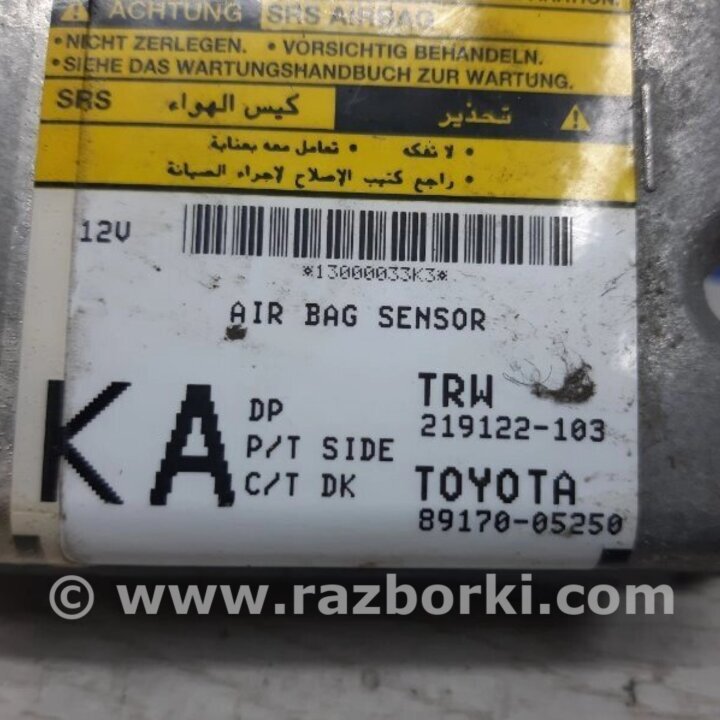 ACHTUNG SRS AIRBAG
•NICHT ZERLEGEN. •VORSICHTIG BEHANDELN.
•SIEHE DAS WARTUNGSHANDBUCH ZUR WARTUNG.
SRS كيس الهواء تحذير
• لا تفكه • تعامل معه بعناية
• راجع كتيب الإصلاح لاجراء الصيانة
12V
*13000033K3*
AIR BAG SENSOR
KA
DP TRW
219122-103
P/T SIDE
C/T DK TOYOTA
89170-05250
© www.razborki.com